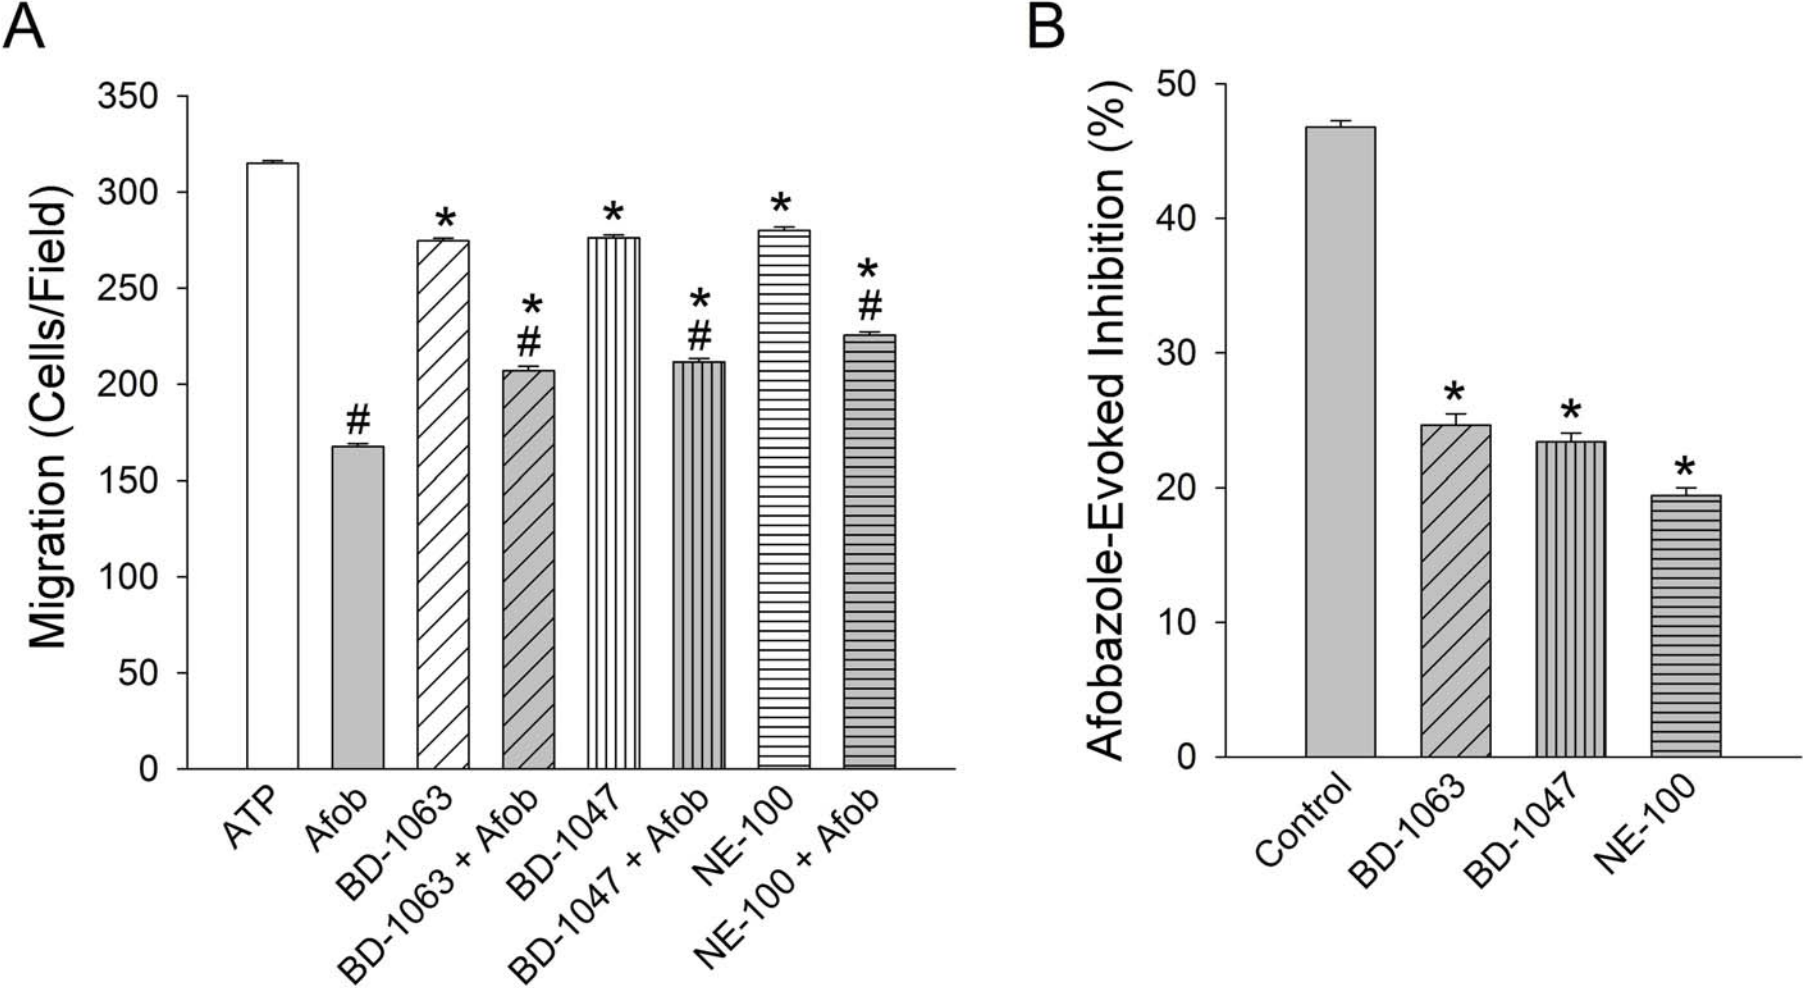 A
Migration (Cells/Field)
350
300
250
200
150
100
50
0
*
*
*
#
*
#
*
#
*
#
ATP
Afob
BD-1063
BD-1063 + Afob
BD-1047
BD-1047 + Afob
NE-100
NE-100 + Afob
B
Afobazole-Evoked Inhibition (%)
50
40
30
20
10
0
*
*
*
Control
BD-1063
BD-1047
NE-100